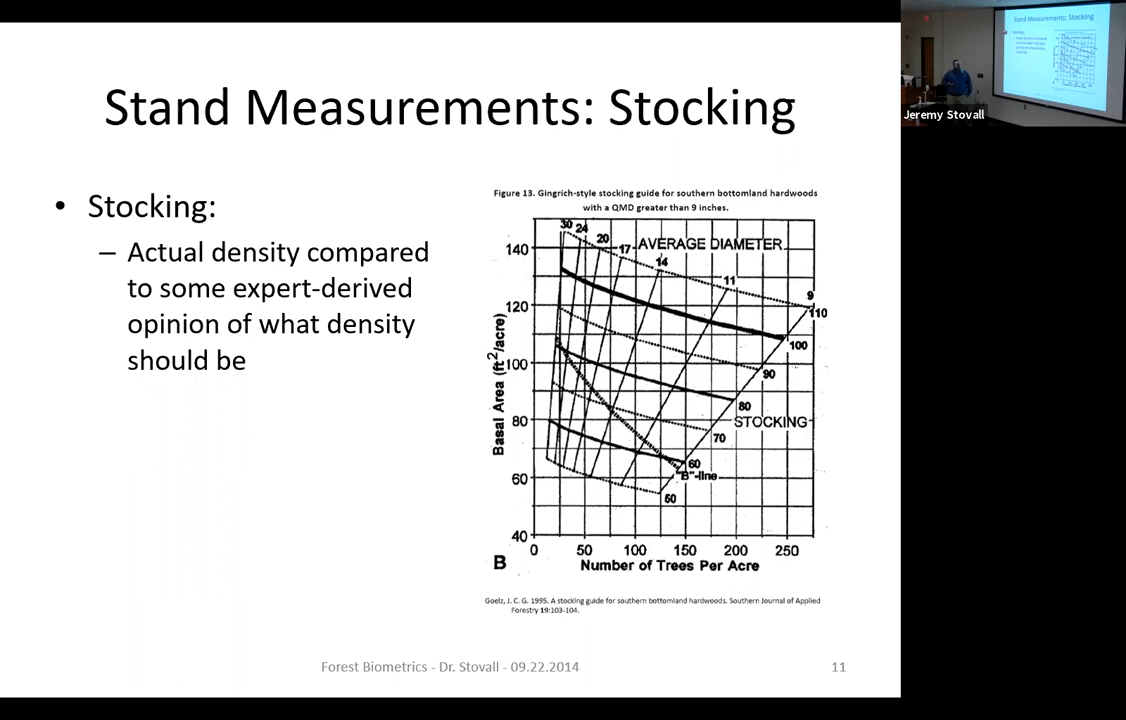 Stand Measurements: Stocking
• Stocking:
– Actual density compared
to some expert-derived
opinion of what density
should be
Figure 13. Gingrich-style stocking guide for southern bottomland hardwoods
with a QMD greater than 9 inches.
30 24 20 17 AVERAGE DIAMETER
14
11
9
110
100
90
80
STOCKING
70
60
"B"-line
50
140
120
100
80
60
40
Basal Area (ft²/acre)
0 50 100 150 200 250
B Number of Trees Per Acre
Goelz, J. C. G. 1995. A stocking guide for southern bottomland hardwoods. Southern Journal of Applied
Forestry 19:103-104.
Forest Biometrics - Dr. Stovall - 09.22.2014
11
Stand Measurements: Stocking
Jeremy Stovall